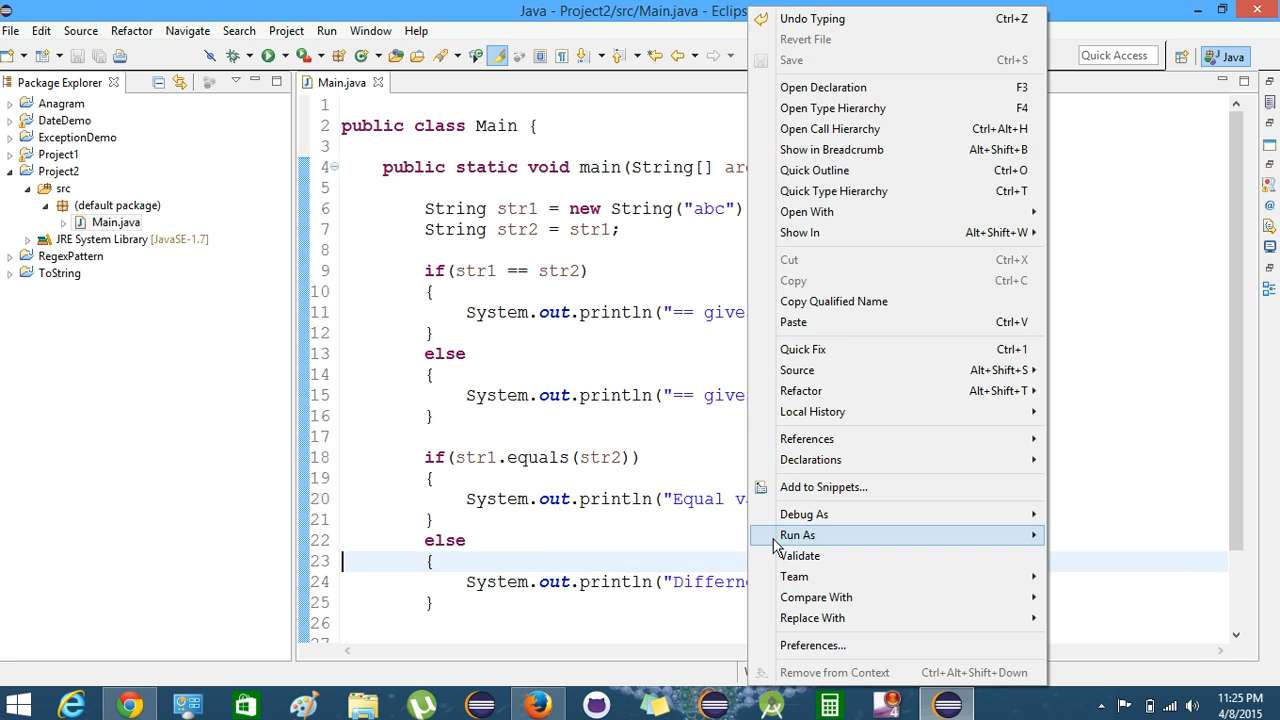 Java - Project2/src/Main.java - Eclips
File Edit Source Refactor Navigate Search Project Run Window Help
Quick Access
Java
Package Explorer
Anagram
DateDemo
ExceptionDemo
Project1
Project2
src
(default package)
Main.java
JRE System Library [JavaSE-1.7]
RegexPattern
ToString
Main.java
1
2 public class Main {
3
4 public static void main(String[] ar
5
6 String str1 = new String("abc")
7 String str2 = str1;
8
9 if(str1 == str2)
10 {
11 System.out.println("== give
12 }
13 else
14 {
15 System.out.println("== give
16 }
17
18 if(str1.equals(str2))
19 {
20 System.out.println("Equal v
21 }
22 else
23 {
24 System.out.println("Differn
25 }
26
27
Undo Typing Ctrl+Z
Revert File
Save Ctrl+S
Open Declaration F3
Open Type Hierarchy F4
Open Call Hierarchy Ctrl+Alt+H
Show in Breadcrumb Alt+Shift+B
Quick Outline Ctrl+O
Quick Type Hierarchy Ctrl+T
Open With
Show In Alt+Shift+W
Cut Ctrl+X
Copy Ctrl+C
Copy Qualified Name
Paste Ctrl+V
Quick Fix Ctrl+1
Source Alt+Shift+S
Refactor Alt+Shift+T
Local History
References
Declarations
Add to Snippets...
Debug As
Run As
Validate
Team
Compare With
Replace With
Preferences...
Remove from Context Ctrl+Alt+Shift+Down
11:25 PM
4/8/2015